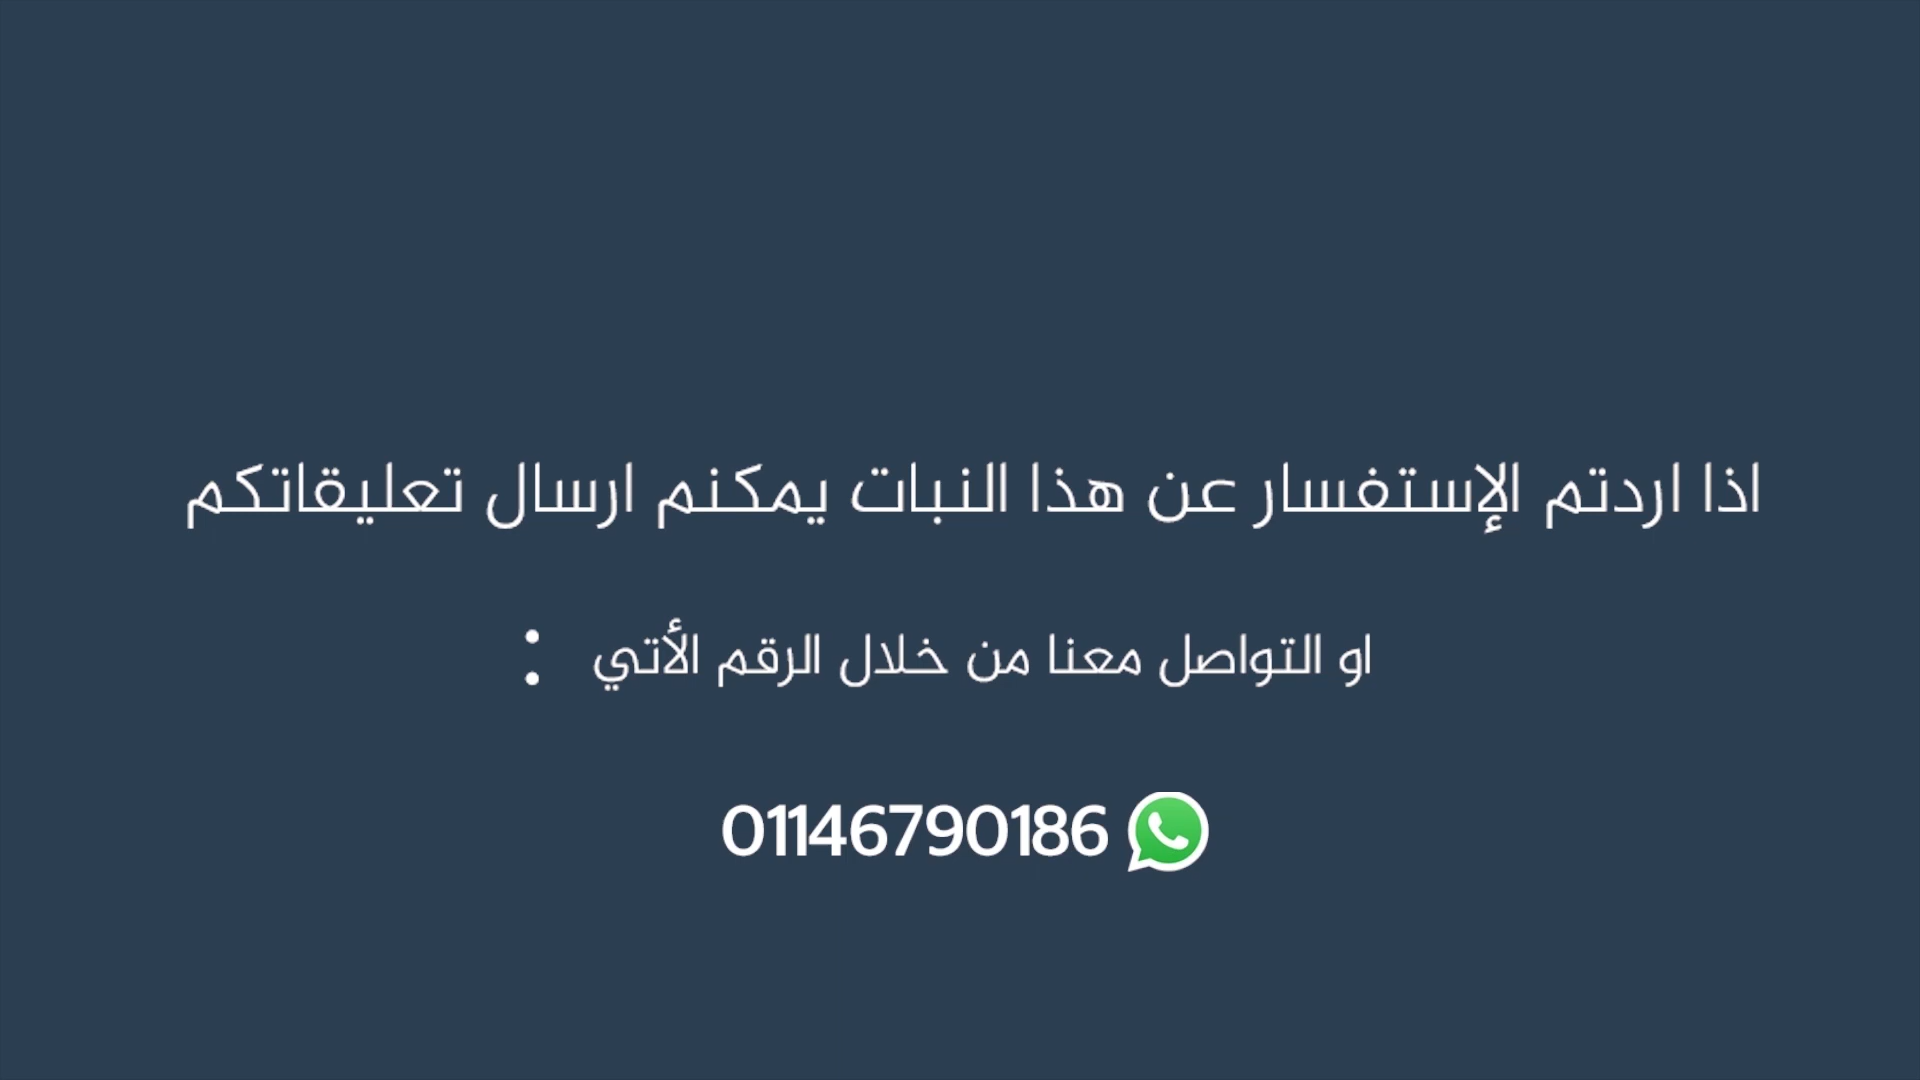 اذا اردتم الإستفسار عن هذا النبات يمكنم ارسال تعليقاتكم
او التواصل معنا من خلال الرقم الأتي :
01146790186